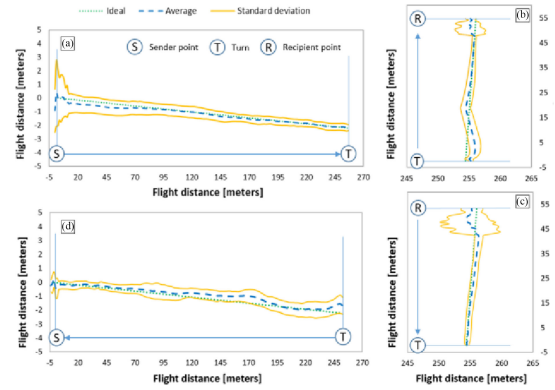 Ideal Average Standard deviation
(a)
S Sender point T Turn R Recipient point
Flight distance [meters]
5
4
3
2
1
0
-1
-2
-3
-4
-5
S T
-5 20 45 70 95 120 145 170 195 220 245 270
Flight distance [meters]
(b)
R
T
55
45
35
25
15
5
-5
Flight distance [meters]
245 250 255 260 265
Flight distance [meters]
(d)
Flight distance [meters]
5
4
3
2
1
0
-1
-2
-3
-4
-5
S T
-5 20 45 70 95 120 145 170 195 220 245 270
Flight distance [meters]
(c)
R
T
55
45
35
25
15
5
-5
Flight distance [meters]
245 250 255 260 265
Flight distance [meters]